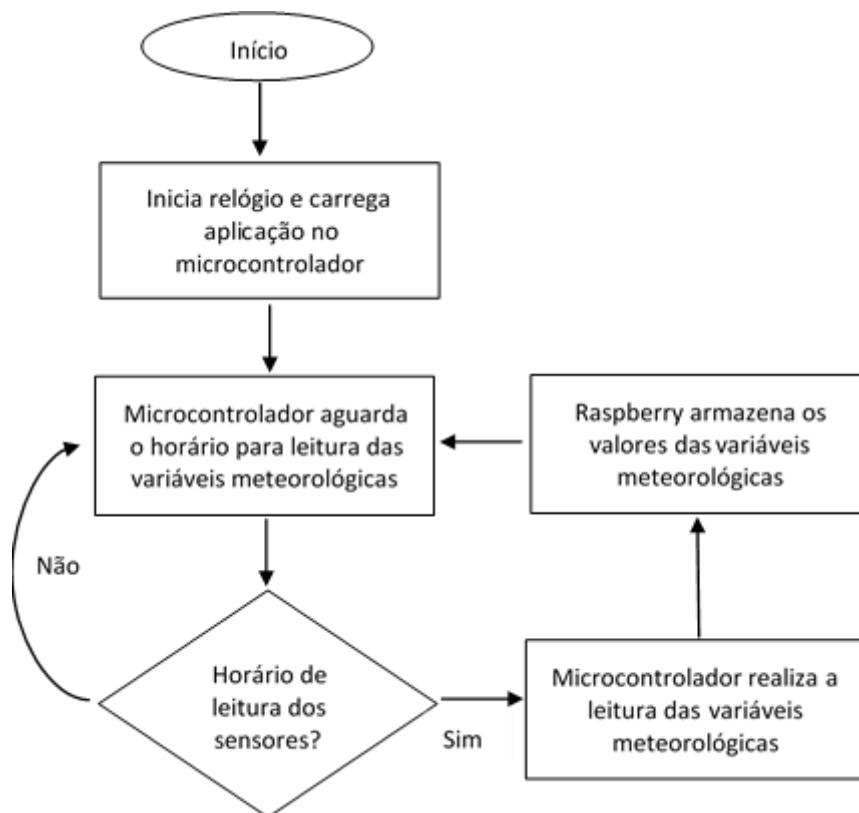 Início
Inicia relógio e carrega
aplicação no
microcontrolador
Microcontrolador aguarda
o horário para leitura das
variáveis meteorológicas
Raspberry armazena os
valores das variáveis
meteorológicas
Não
Horário de
leitura dos
sensores?
Sim
Microcontrolador realiza a
leitura das variáveis
meteorológicas